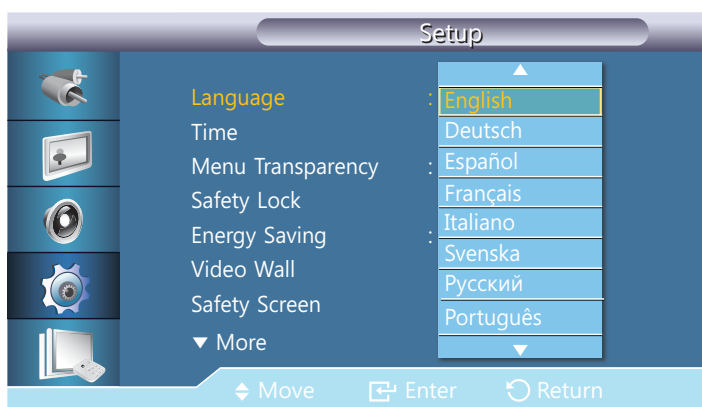 Setup
Language : English
Time
Menu Transparency :
Safety Lock
Energy Saving :
Video Wall
Safety Screen
▼ More
▲
English
Deutsch
Español
Français
Italiano
Svenska
Русский
Português
▼
Move Enter Return